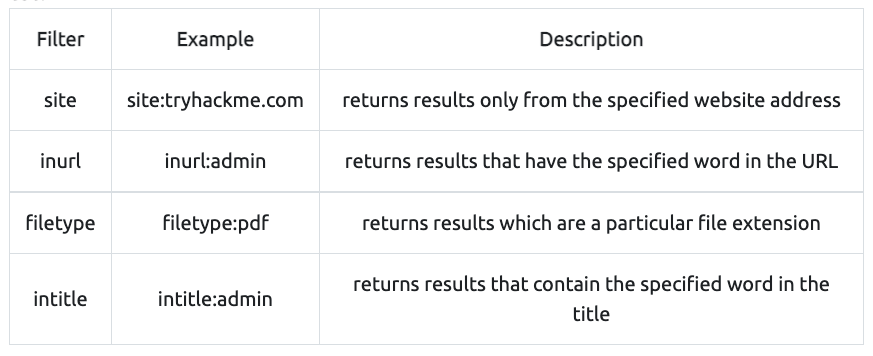 Filter Example Description
site site:tryhackme.com returns results only from the specified website address
inurl inurl:admin returns results that have the specified word in the URL
filetype filetype:pdf returns results which are a particular file extension
intitle intitle:admin returns results that contain the specified word in the
title